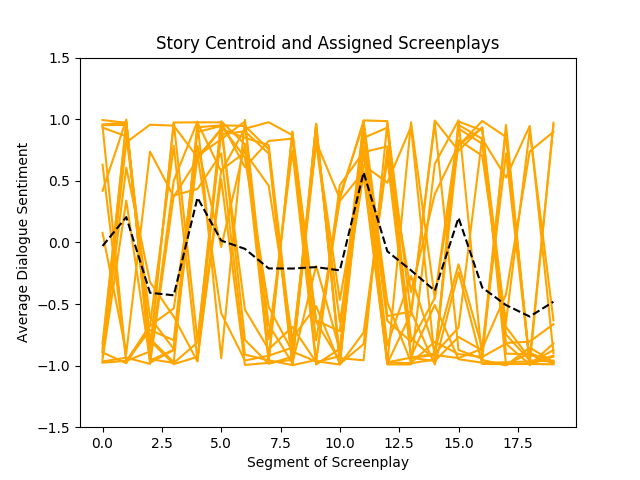 Story Centroid and Assigned Screenplays
1.5
1.0
0.5
0.0
−0.5
−1.0
−1.5
Average Dialogue Sentiment
0.0 2.5 5.0 7.5 10.0 12.5 15.0 17.5
Segment of Screenplay